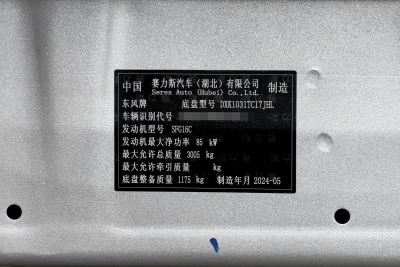 中国 赛力斯汽车（湖北）有限公司 制造
Seres Auto (Hubei) Co.,Ltd.
东风牌 底盘型号 DXK1031TC17JHL
车辆识别代号
发动机型号 SFG16C
发动机最大净功率 85 kW
最大允许总质量 3005 kg
最大允许牵引质量 kg
底盘整备质量 1175 kg 制造年月 2024-05